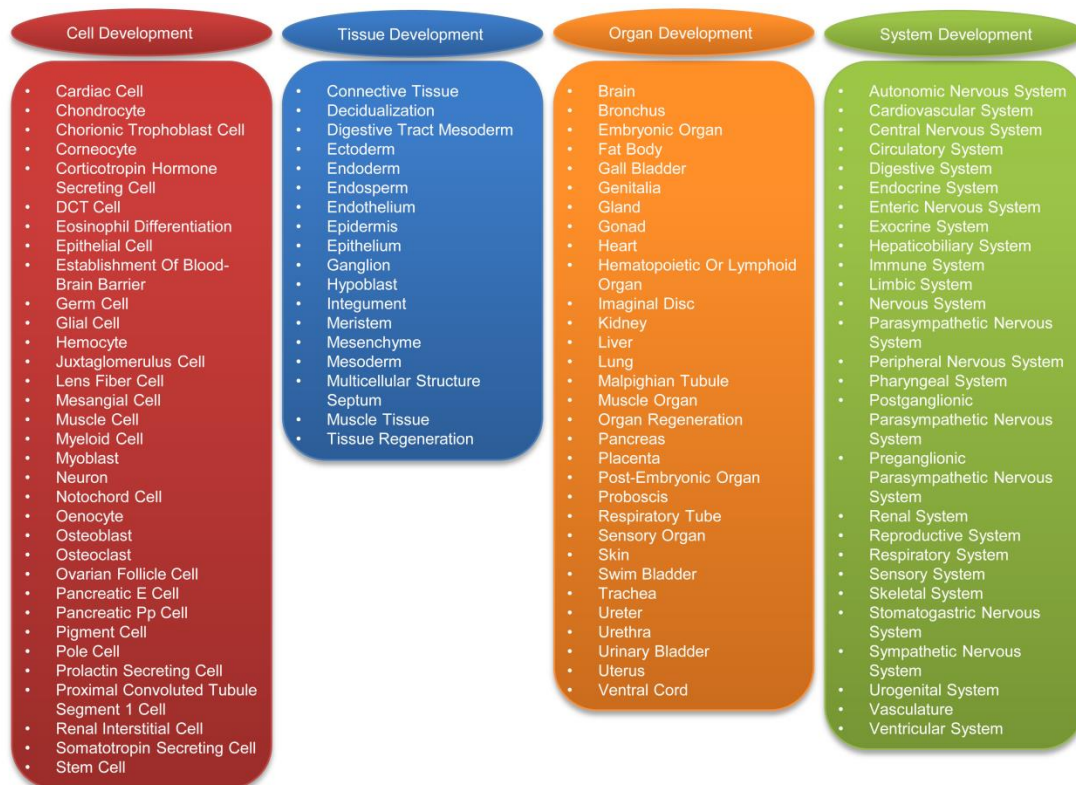 Cell Development
Cardiac Cell
Chondrocyte
Chorionic Trophoblast Cell
Corneocyte
Corticotropin Hormone
Secreting Cell
DCT Cell
Eosinophil Differentiation
Epithelial Cell
Establishment Of Blood-
Brain Barrier
Germ Cell
Glial Cell
Hemocyte
Juxtaglomerulus Cell
Lens Fiber Cell
Mesangial Cell
Muscle Cell
Myeloid Cell
Myoblast
Neuron
Notochord Cell
Oenocyte
Osteoblast
Osteoclast
Ovarian Follicle Cell
Pancreatic E Cell
Pancreatic Pp Cell
Pigment Cell
Pole Cell
Prolactin Secreting Cell
Proximal Convoluted Tubule
Segment 1 Cell
Renal Interstitial Cell
Somatotropin Secreting Cell
Stem Cell
Tissue Development
Connective Tissue
Decidualization
Digestive Tract Mesoderm
Ectoderm
Endoderm
Endosperm
Endothelium
Epidermis
Epithelium
Ganglion
Hypoblast
Integument
Meristem
Mesenchyme
Mesoderm
Multicellular Structure
Septum
Muscle Tissue
Tissue Regeneration
Organ Development
Brain
Bronchus
Embryonic Organ
Fat Body
Gall Bladder
Genitalia
Gland
Gonad
Heart
Hematopoietic Or Lymphoid
Organ
Imaginal Disc
Kidney
Liver
Lung
Malpighian Tubule
Muscle Organ
Organ Regeneration
Pancreas
Placenta
Post-Embryonic Organ
Proboscis
Respiratory Tube
Sensory Organ
Skin
Swim Bladder
Trachea
Ureter
Urethra
Urinary Bladder
Uterus
Ventral Cord
System Development
Autonomic Nervous System
Cardiovascular System
Central Nervous System
Circulatory System
Digestive System
Endocrine System
Enteric Nervous System
Exocrine System
Hepaticobiliary System
Immune System
Limbic System
Nervous System
Parasympathetic Nervous
System
Peripheral Nervous System
Pharyngeal System
Postganglionic
Parasympathetic Nervous
System
Preganglionic
Parasympathetic Nervous
System
Renal System
Reproductive System
Respiratory System
Sensory System
Skeletal System
Stomatogastric Nervous
System
Sympathetic Nervous
System
Urogenital System
Vasculature
Ventricular System